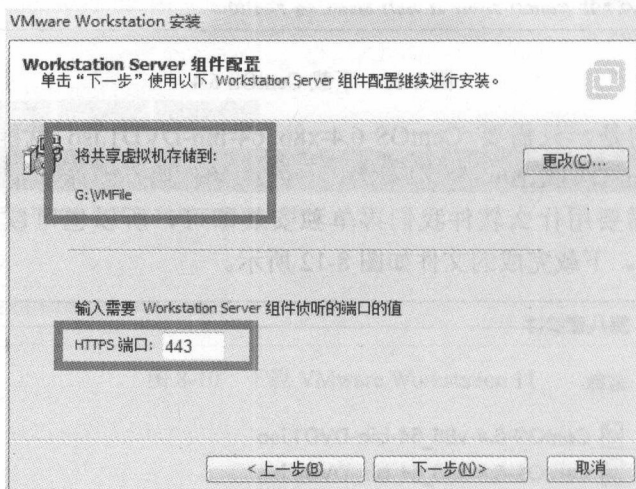 VMware Workstation 安装
Workstation Server 组件配置
单击“下一步”使用以下 Workstation Server 组件配置继续进行安装。
将共享虚拟机存储到:
更改(C)...
G:\VMFile
输入需要 Workstation Server 组件侦听的端口的值
HTTPS 端口: 443
<上一步(B)
下一步(N)>
取消